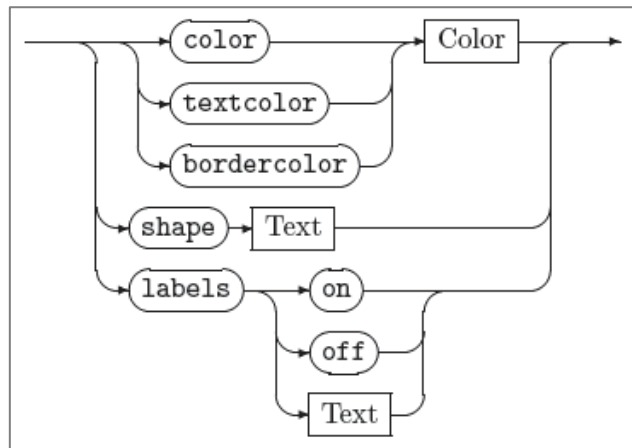 color Color
textcolor
bordercolor
shape Text
labels on
off
Text